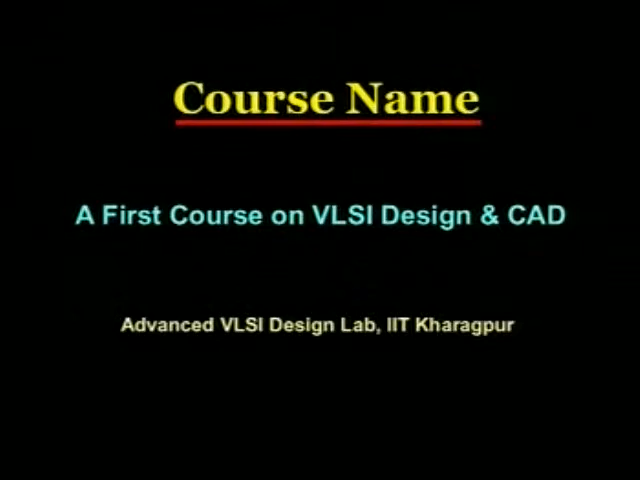 Course Name
A First Course on VLSI Design & CAD
Advanced VLSI Design Lab, IIT Kharagpur